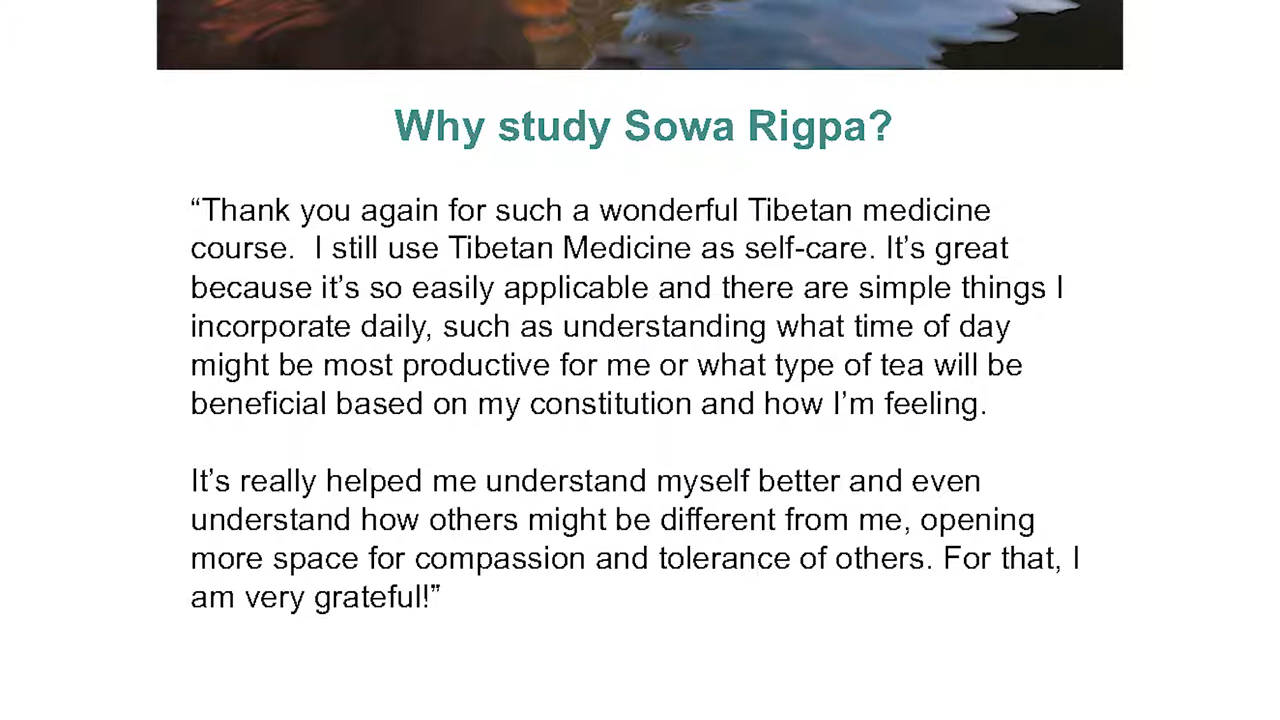 Why study Sowa Rigpa?
“Thank you again for such a wonderful Tibetan medicine
course.  I still use Tibetan Medicine as self-care. It’s great
because it’s so easily applicable and there are simple things I
incorporate daily, such as understanding what time of day
might be most productive for me or what type of tea will be
beneficial based on my constitution and how I’m feeling.
It’s really helped me understand myself better and even
understand how others might be different from me, opening
more space for compassion and tolerance of others. For that, I
am very grateful!”